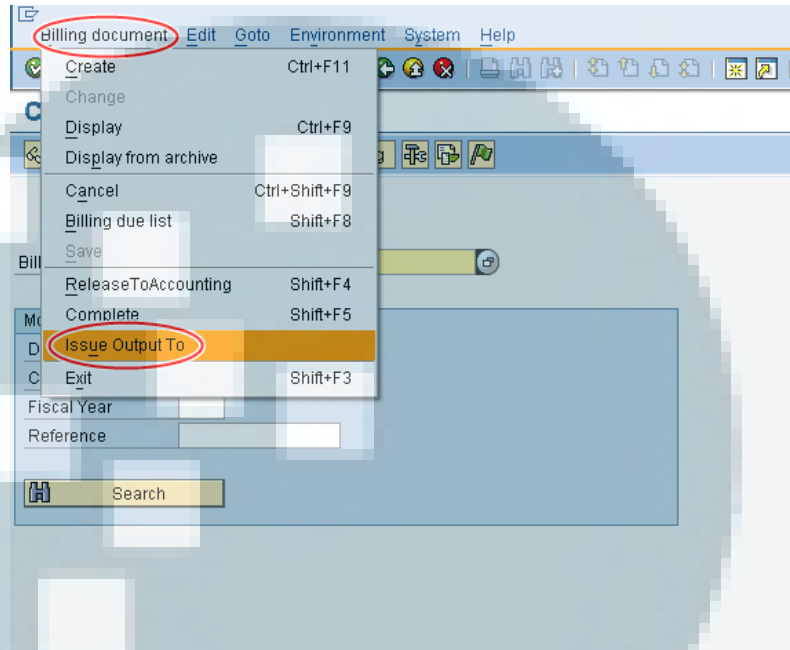 Billing document Edit Goto Environment System Help
Create Ctrl+F11
Change
Display Ctrl+F9
Display from archive
Cancel Ctrl+Shift+F9
Billing due list Shift+F8
Save
Bill
ReleaseToAccounting Shift+F4
Complete Shift+F5
Issue Output To
Exit Shift+F3
Fiscal Year
Reference
Search